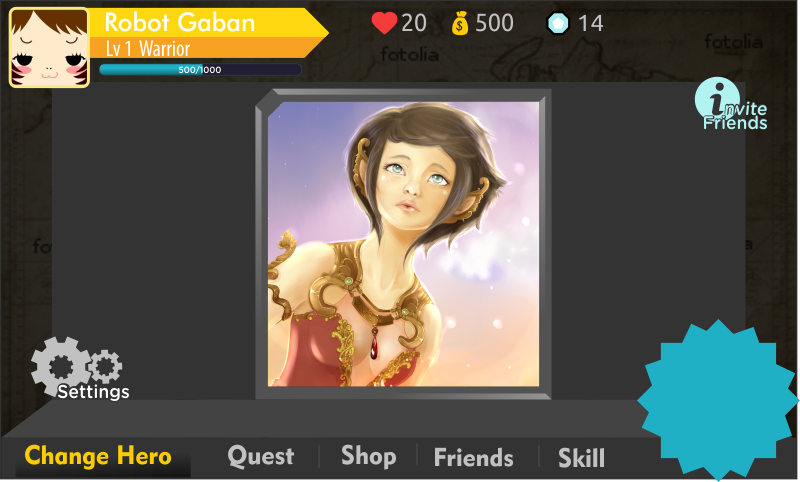 Robot Gaban
Lv 1 Warrior
500/1000
20
500
14
fotolia
fotolia
invite
Friends
Settings
Change Hero
Quest
Shop
Friends
Skill